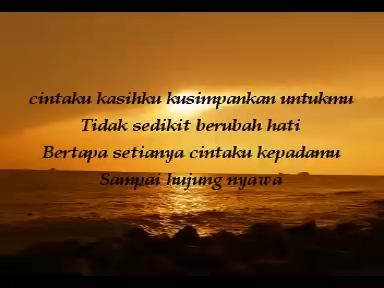 cintaku kasihku kusimpankan untukmu
Tidak sedikit berubah hati
Bertapa setianya cintaku kepadamu
Sampai hujung nyawa